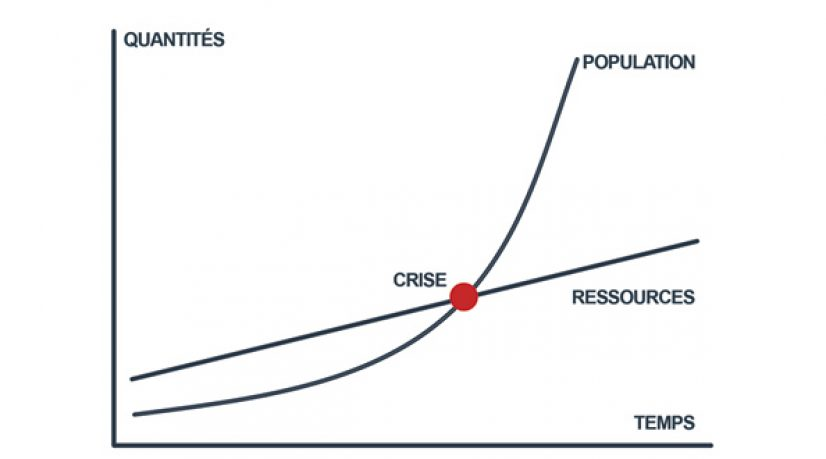 QUANTITÉS
POPULATION
CRISE
RESSOURCES
TEMPS